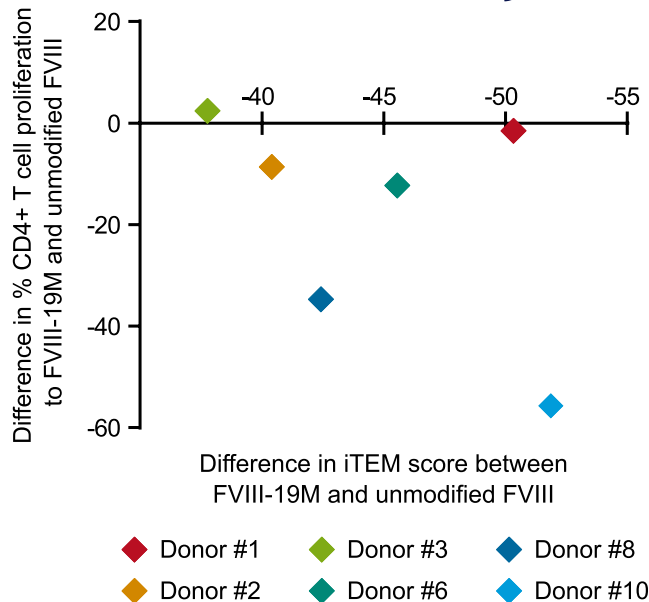 Difference in % CD4+ T cell proliferation
to FVIII-19M and unmodified FVIII
20
0
-20
-40
-60
-40
-45
-50
-55
Difference in iTEM score between
FVIII-19M and unmodified FVIII
Donor #1
Donor #3
Donor #8
Donor #2
Donor #6
Donor #10